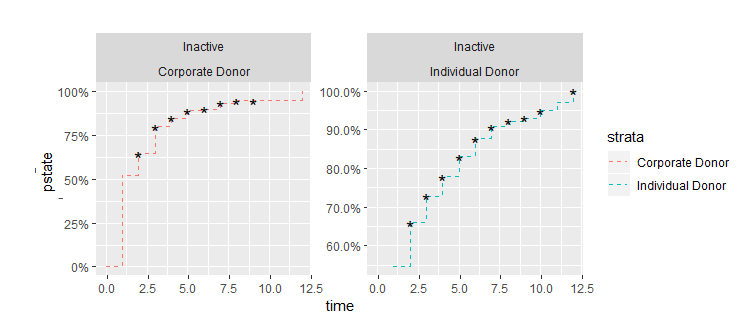 Inactive
Inactive
Corporate Donor
Individual Donor
100%
75%
50%
25%
0%
100.0%
90.0%
80.0%
70.0%
60.0%
0.0 2.5 5.0 7.5 10.0 12.5
0.0 2.5 5.0 7.5 10.0 12.5
time
_pstate_
strata
Corporate Donor
Individual Donor